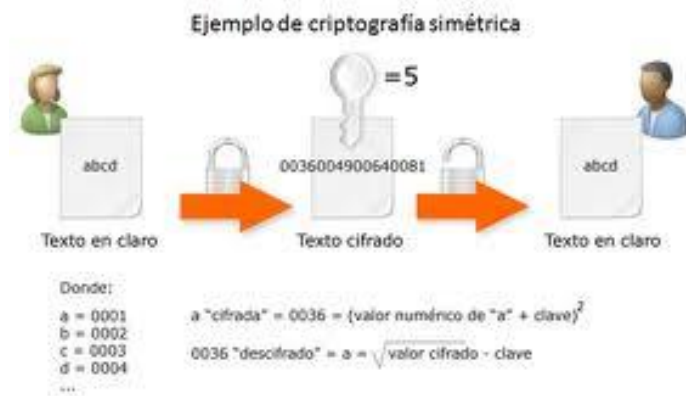 Ejemplo de criptografía simétrica
=5
abcd
0036004900640081
abcd
Texto en claro
Texto cifrado
Texto en claro
Donde:
a = 0001
b = 0002
c = 0003
d = 0004
...
a "cifrada" = 0036 = (valor numérico de "a" + clave)²
0036 "descifrado" = a = √valor cifrado - clave